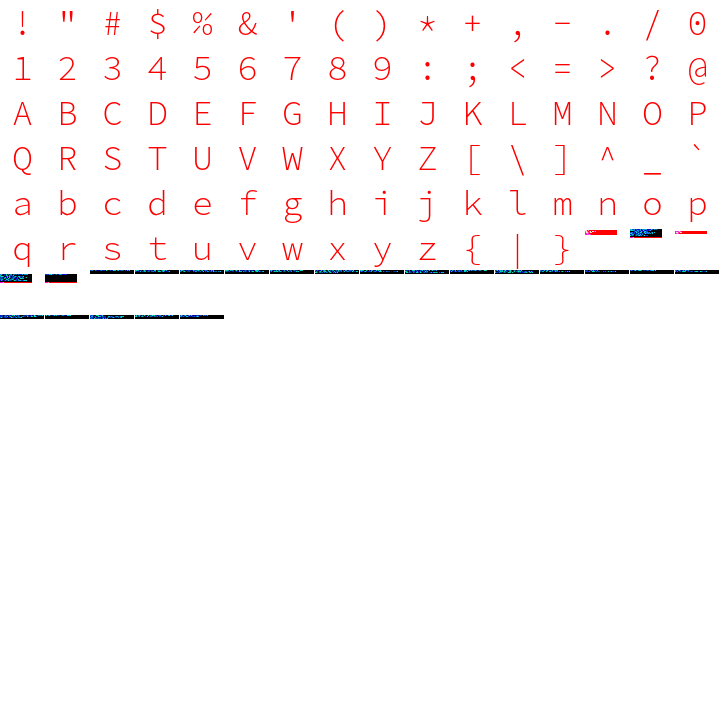 ! " # $ % & ' ( ) * + , - . / 0
1 2 3 4 5 6 7 8 9 : ; < = > ? @
A B C D E F G H I J K L M N O P
Q R S T U V W X Y Z [ \ ] ^ _ `
a b c d e f g h i j k l m n o p
q r s t u v w x y z { | }